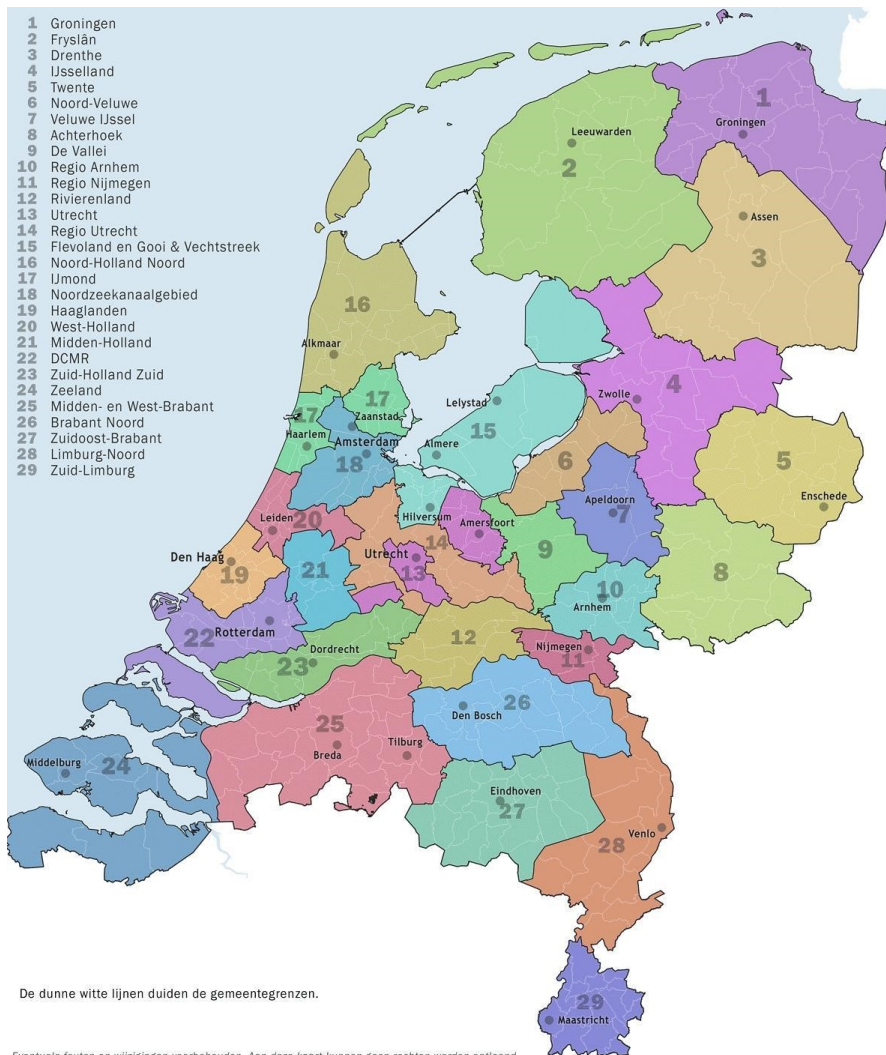 1 Groningen
2 Fryslân
3 Drenthe
4 IJsselland
5 Twente
6 Noord-Veluwe
7 Veluwe IJssel
8 Achterhoek
9 De Vallei
10 Regio Arnhem
11 Regio Nijmegen
12 Rivierenland
13 Utrecht
14 Regio Utrecht
15 Flevoland en Gooi & Vechtstreek
16 Noord-Holland Noord
17 IJmond
18 Noordzeekanaalgebied
19 Haaglanden
20 West-Holland
21 Midden-Holland
22 DCMR
23 Zuid-Holland Zuid
24 Zeeland
25 Midden- en West-Brabant
26 Brabant Noord
27 Zuidoost-Brabant
28 Limburg-Noord
29 Zuid-Limburg
1
Groningen
Leeuwarden
2
Assen
3
16
Alkmaar
4
Zwolle
Lelystad
17
17
Zaanstad
15
Haarlem
Amsterdam
Almere
18
6
5
Enschede
Apeldoorn
7
Hilversum
Amersfoort
Leiden
20
14
9
Den Haag
19
21
Utrecht
13
8
10
Arnhem
22
Rotterdam
12
Nijmegen
11
Dordrecht
23
26
Den Bosch
25
Breda
Tilburg
Middelburg
24
Eindhoven
27
Venlo
28
De dunne witte lijnen duiden de gemeentegrenzen.
29
Maastricht